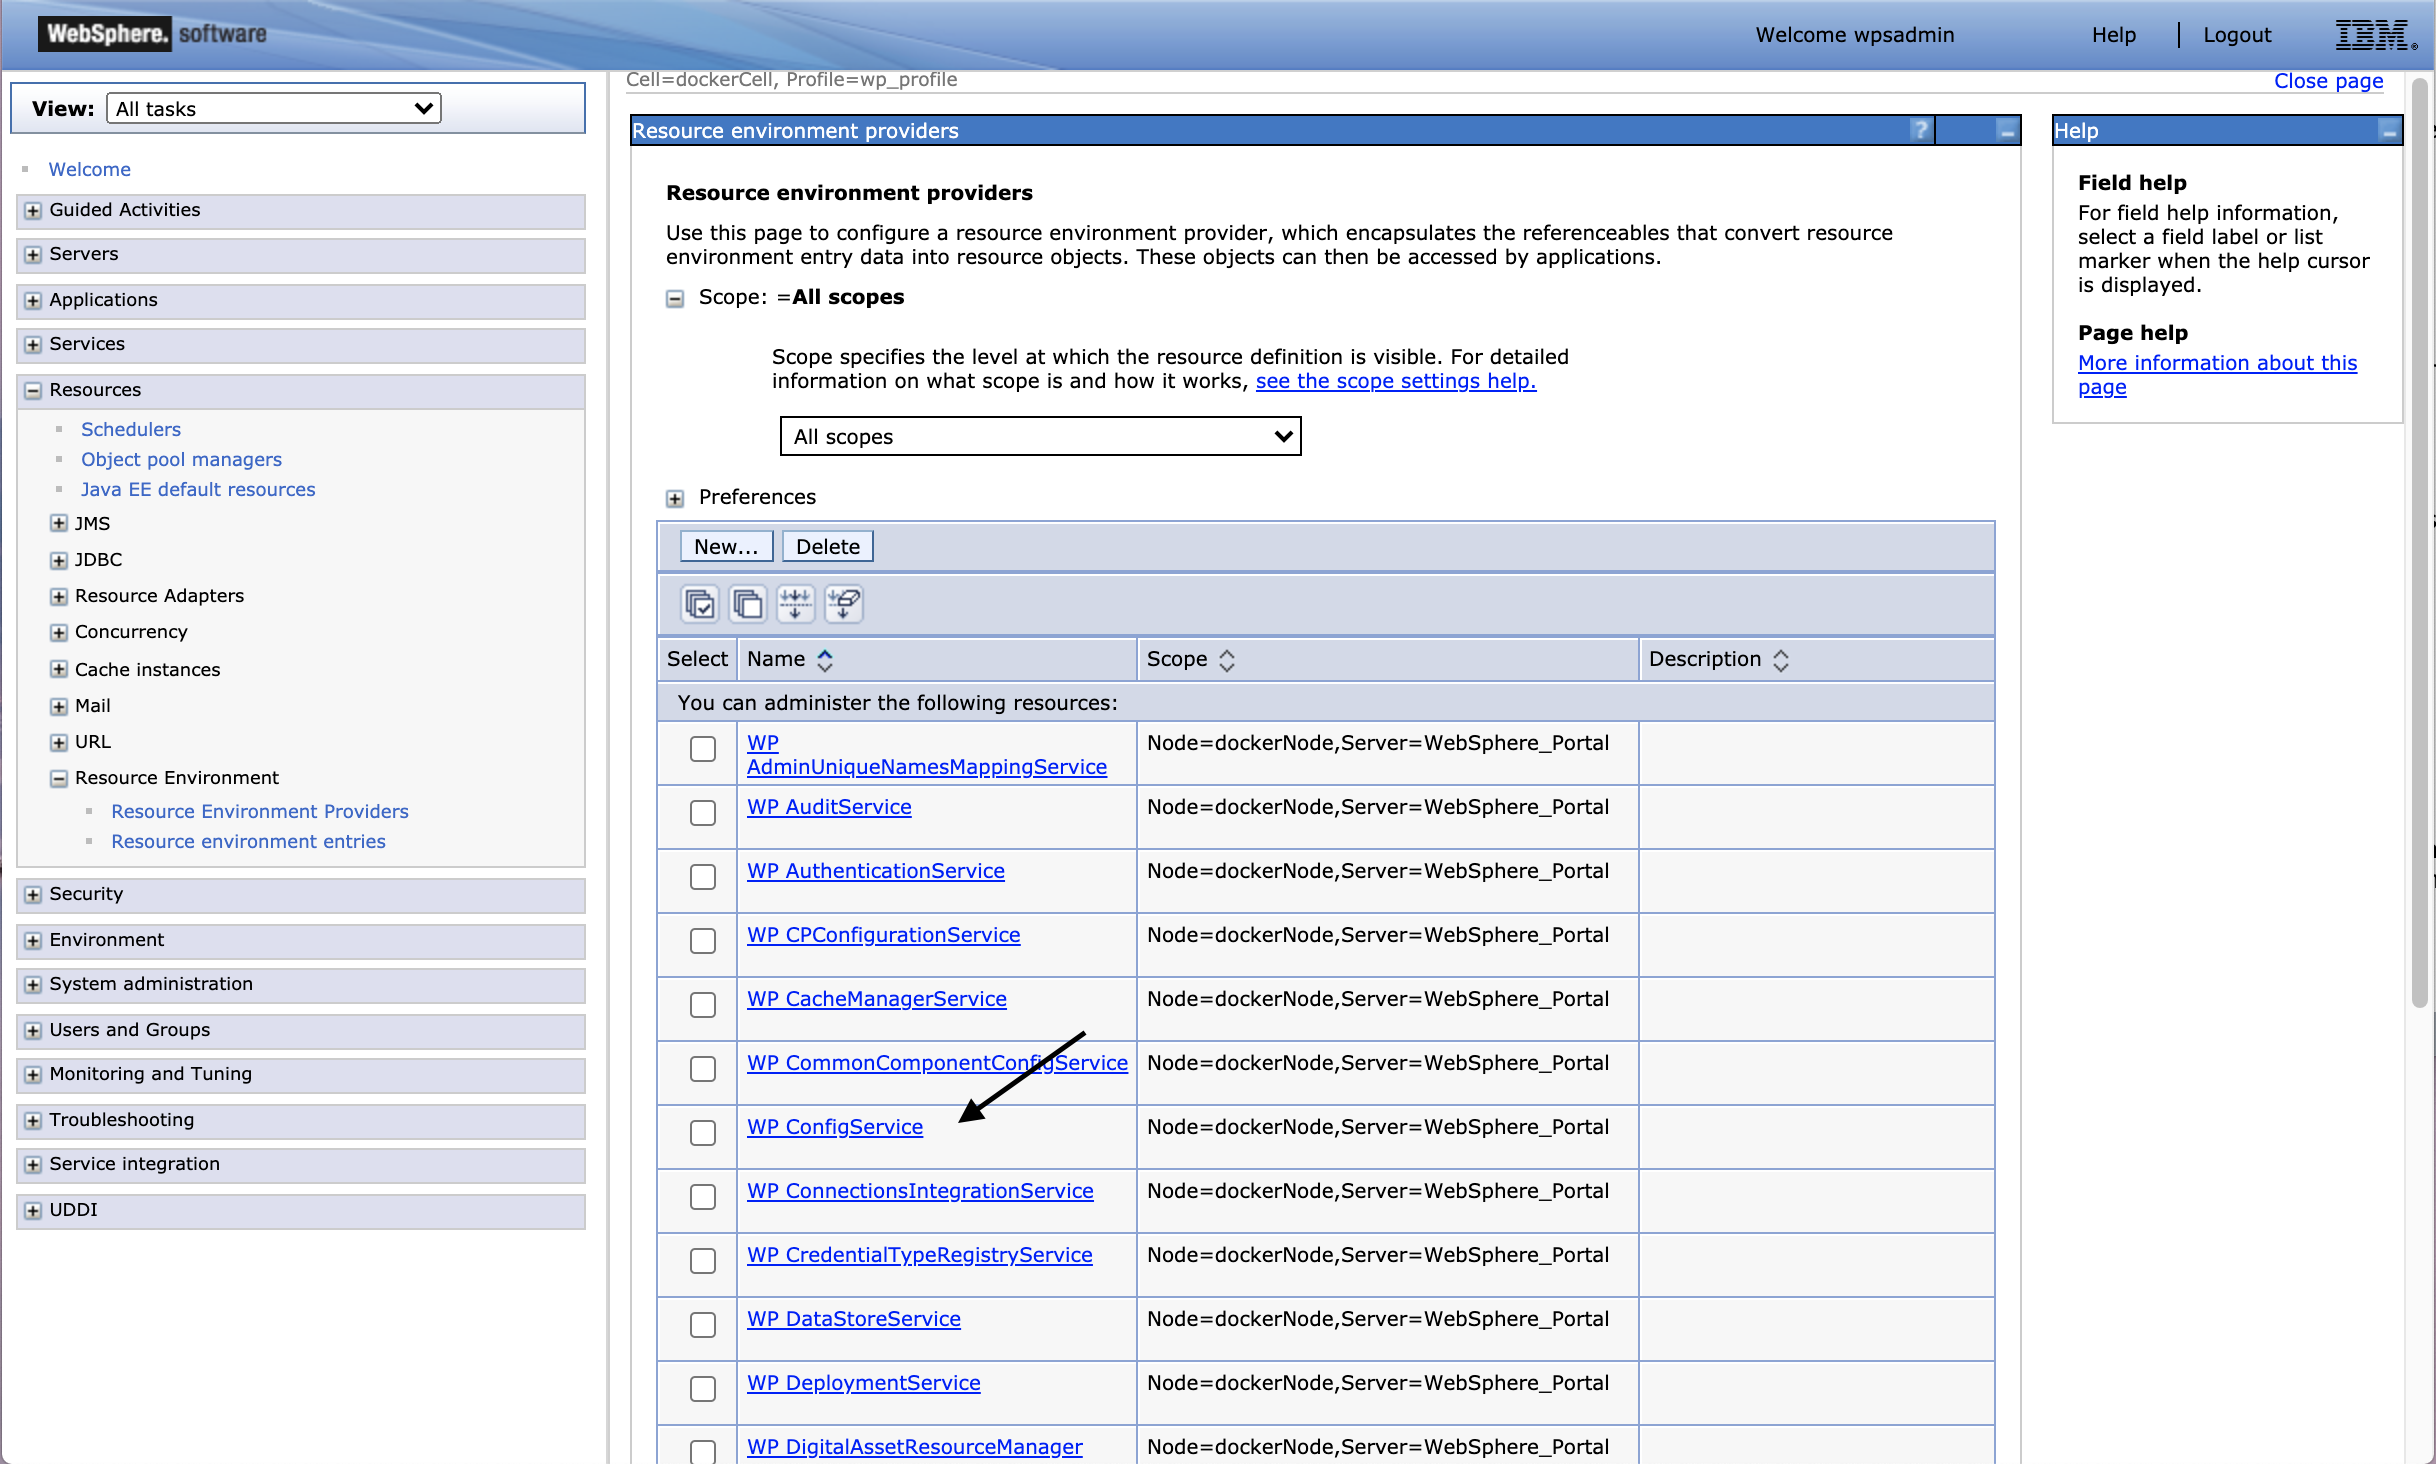 WebSphere. software
Welcome wpsadmin
Help
Logout
IBM
View:
All tasks
Welcome
Guided Activities
Servers
Applications
Services
Resources
Schedulers
Object pool managers
Java EE default resources
JMS
JDBC
Resource Adapters
Concurrency
Cache instances
Mail
URL
Resource Environment
Resource Environment Providers
Resource environment entries
Security
Environment
System administration
Users and Groups
Monitoring and Tuning
Troubleshooting
Service integration
UDDI
Cell=dockerCell, Profile=wp_profile
Close page
Resource environment providers
?
Resource environment providers
Use this page to configure a resource environment provider, which encapsulates the referenceables that convert resource
environment entry data into resource objects. These objects can then be accessed by applications.
Scope: =All scopes
Scope specifies the level at which the resource definition is visible. For detailed
information on what scope is and how it works, see the scope settings help.
All scopes
Preferences
New...
Delete
Select
Name
Scope
Description
You can administer the following resources:
WP
AdminUniqueNamesMappingService
Node=dockerNode,Server=WebSphere_Portal
WP AuditService
Node=dockerNode,Server=WebSphere_Portal
WP AuthenticationService
Node=dockerNode,Server=WebSphere_Portal
WP CPConfigurationService
Node=dockerNode,Server=WebSphere_Portal
WP CacheManagerService
Node=dockerNode,Server=WebSphere_Portal
WP CommonComponentConfigService
Node=dockerNode,Server=WebSphere_Portal
WP ConfigService
Node=dockerNode,Server=WebSphere_Portal
WP ConnectionsIntegrationService
Node=dockerNode,Server=WebSphere_Portal
WP CredentialTypeRegistryService
Node=dockerNode,Server=WebSphere_Portal
WP DataStoreService
Node=dockerNode,Server=WebSphere_Portal
WP DeploymentService
Node=dockerNode,Server=WebSphere_Portal
WP DigitalAssetResourceManager
Node=dockerNode,Server=WebSphere_Portal
Help
Field help
For field help information,
select a field label or list
marker when the help cursor
is displayed.
Page help
More information about this
page